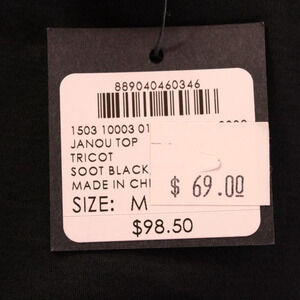 889040460346
1503 10003 01
JANOU TOP
TRICOT
SOOT BLACK
MADE IN CHI
$ 69.00
SIZE: M
$98.50